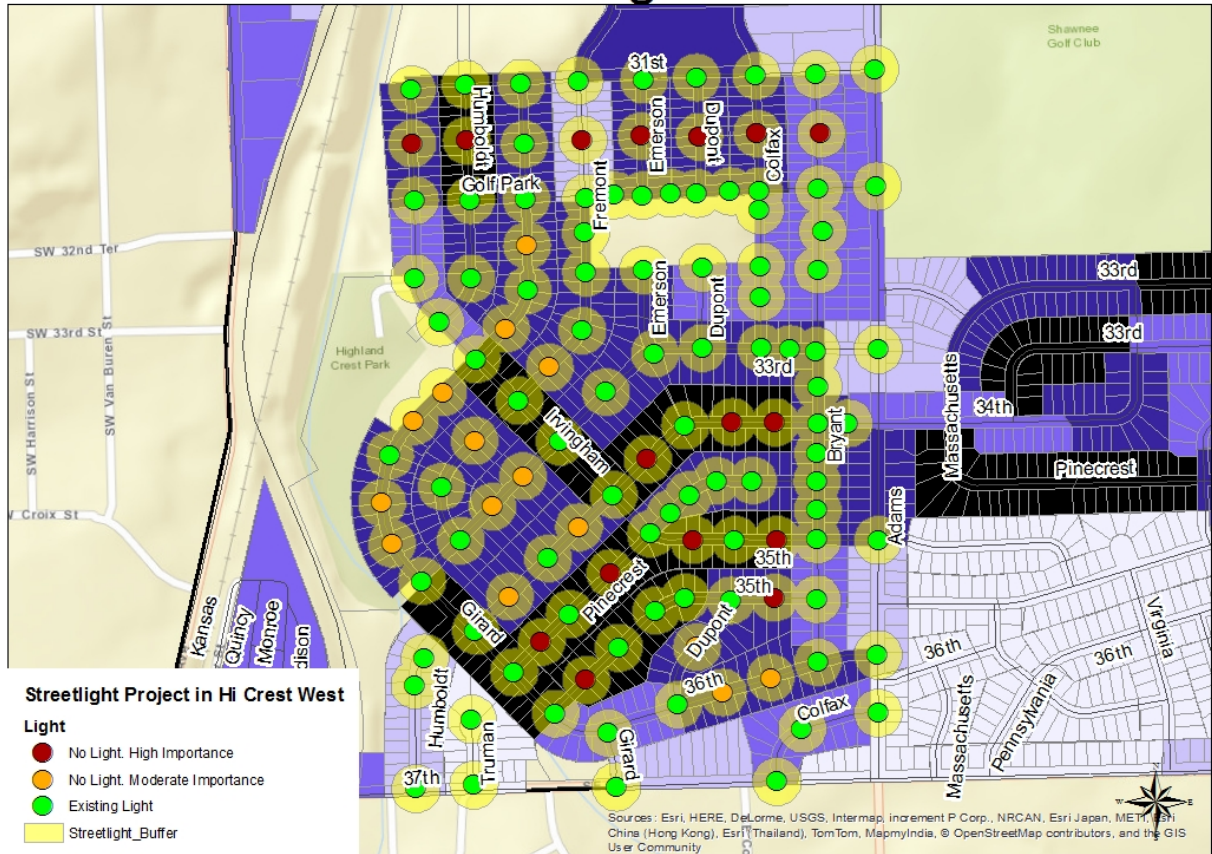 Shawnee
Golf Club
31st
Humboldt
Emerson
Dupont
Colfax
Golf Park
Fremont
SW 32nd Ter
Emerson
Dupont
33rd
33rd
SW 33rd St
SW Van Buren St
SW Harrison St
Highland
Crest Park
33rd
Irvingham
Bryant
34th
Massachusetts
Pinecrest
W Croix St
Adams
35th
Pinecrest
35th
Girard
Dupont
Kansas
Quincy
Monroe
dison
36th
36th
Virginia
36th
Colfax
Massachusetts
Pennsylvania
Humboldt
Truman
Girard
37th
Streetlight Project in Hi Crest West
Light
No Light. High Importance
No Light. Moderate Importance
Existing Light
Streetlight_Buffer
N
E
S
W
Sources: Esri, HERE, DeLorme, USGS, Intermap, increment P Corp., NRCAN, Esri Japan, METI, Esri
China (Hong Kong), Esri (Thailand), TomTom, MapmyIndia, © OpenStreetMap contributors, and the GIS
User Community